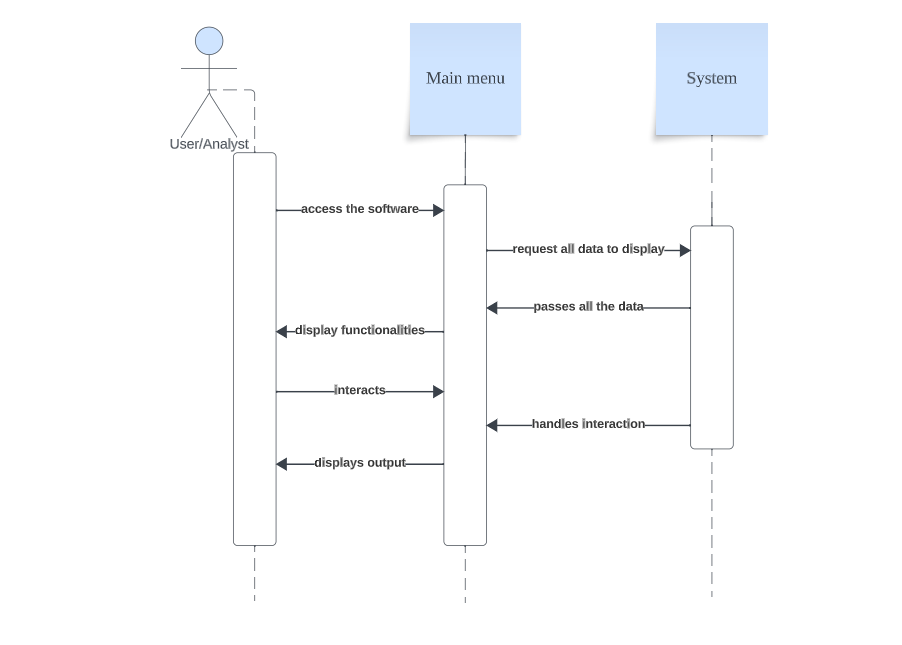 Main menu
System
User/Analyst
access the software
request all data to display
passes all the data
display functionalities
interacts
handles interaction
displays output